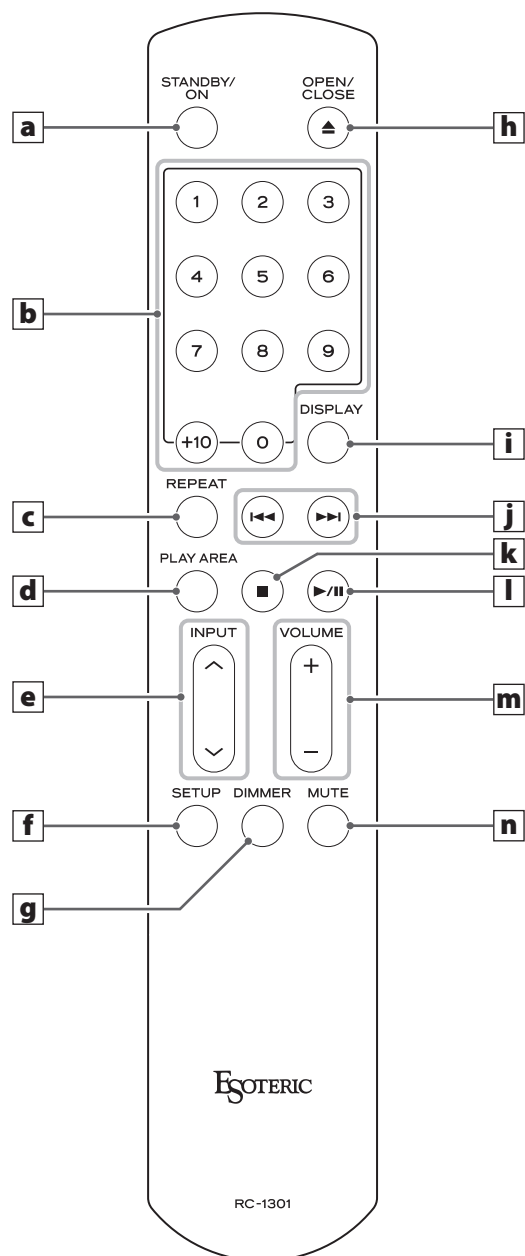 STANDBY/ OPEN/
ON CLOSE
a h
1 2 3
4 5 6
b
7 8 9
DISPLAY
+10 0 i
REPEAT
c j
k
PLAY AREA
d l
INPUT VOLUME
+
e m
−
SETUP DIMMER MUTE
f n
g
ESOTERIC
RC-1301